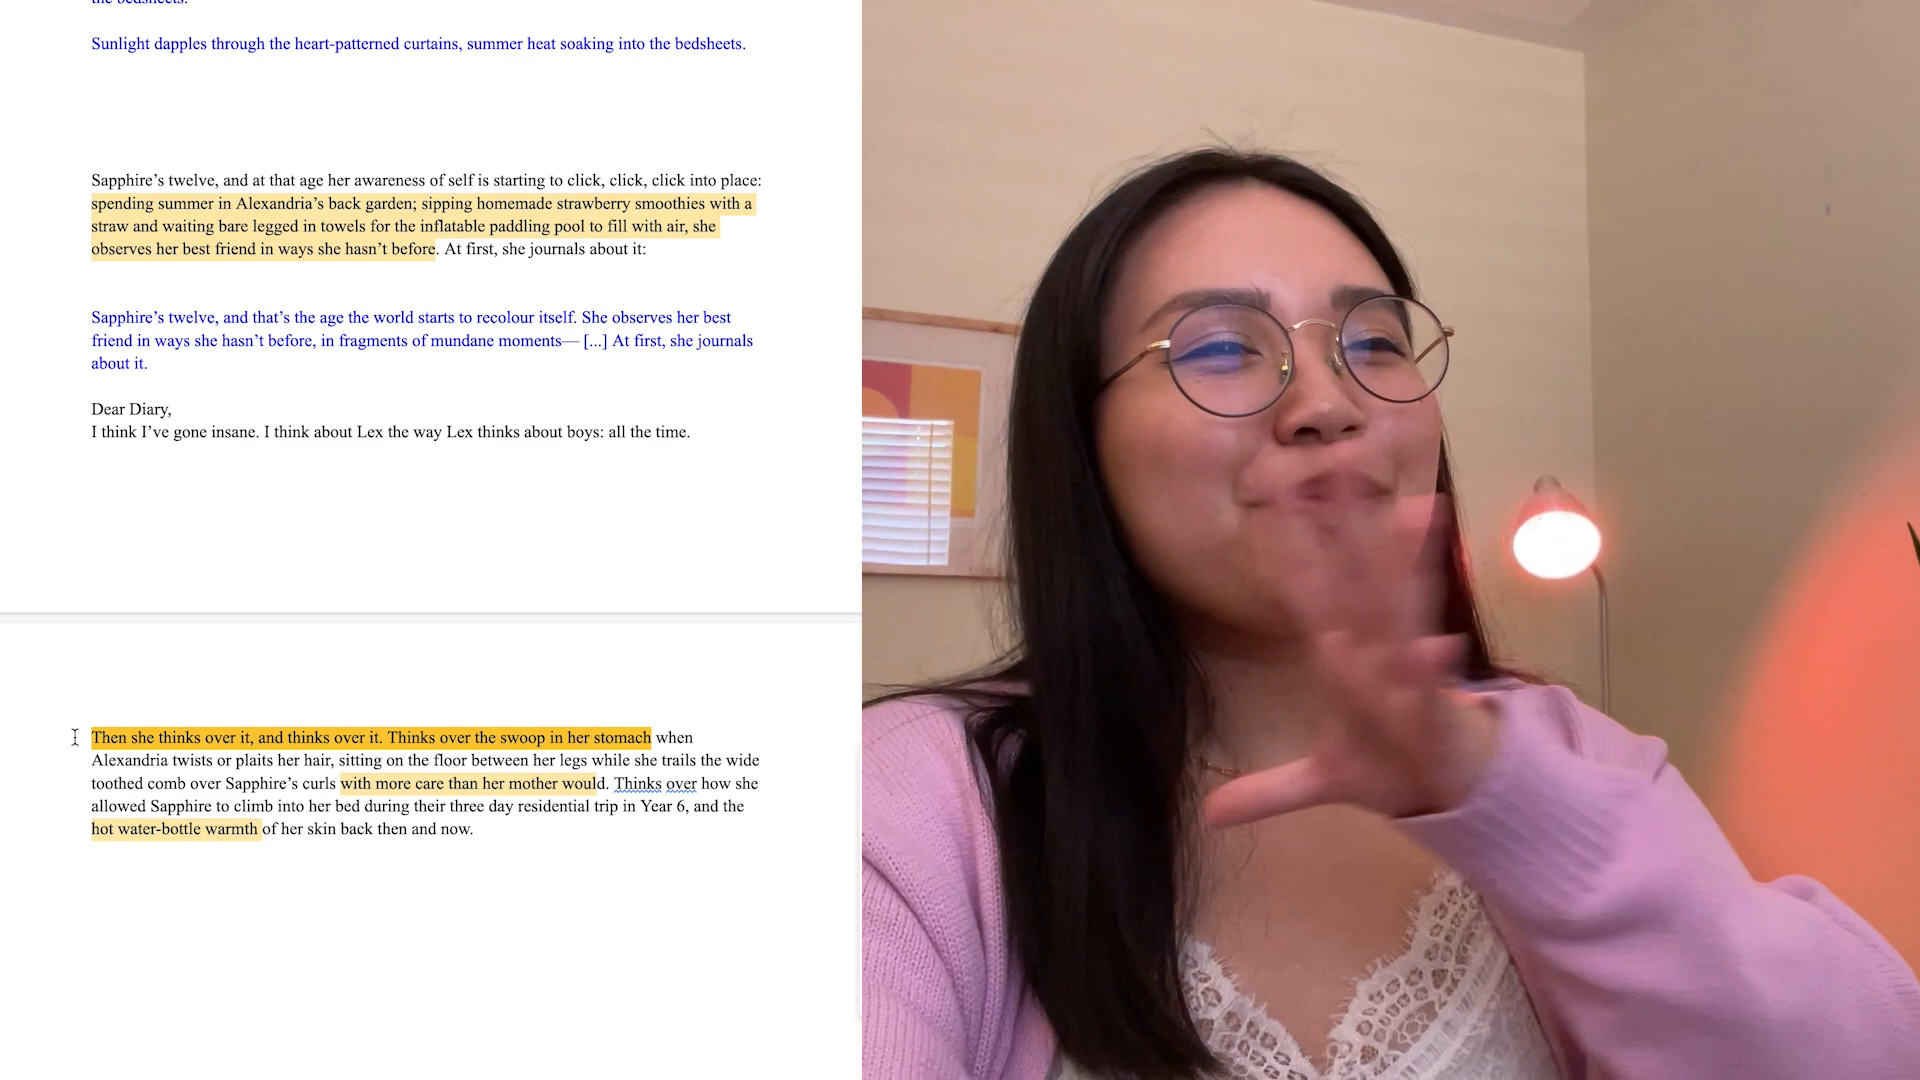 Sunlight dapples through the heart-patterned curtains, summer heat soaking into the bedsheets.
Sapphire’s twelve, and at that age her awareness of self is starting to click, click, click into place:
spending summer in Alexandria’s back garden; sipping homemade strawberry smoothies with a
straw and waiting bare legged in towels for the inflatable paddling pool to fill with air, she
observes her best friend in ways she hasn’t before. At first, she journals about it:
Sapphire’s twelve, and that’s the age the world starts to recolour itself. She observes her best
friend in ways she hasn’t before, in fragments of mundane moments— [...] At first, she journals
about it.
Dear Diary,
I think I’ve gone insane. I think about Lex the way Lex thinks about boys: all the time.
Then she thinks over it, and thinks over it. Thinks over the swoop in her stomach when
Alexandria twists or plaits her hair, sitting on the floor between her legs while she trails the wide
toothed comb over Sapphire’s curls with more care than her mother would. Thinks over how she
allowed Sapphire to climb into her bed during their three day residential trip in Year 6, and the
hot water-bottle warmth of her skin back then and now.